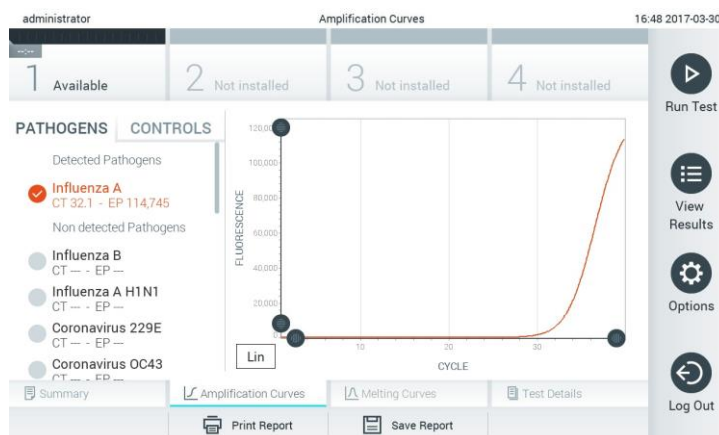 administrator
Amplification Curves
16:48 2017-03-30
--:--
1 Available
2 Not installed
3 Not installed
4 Not installed
Run Test
PATHOGENS
CONTROLS
Detected Pathogens
Influenza A
CT 32.1 - EP 114,745
Non detected Pathogens
Influenza B
CT --- - EP ---
Influenza A H1N1
CT --- - EP ---
Coronavirus 229E
CT --- - EP ---
Coronavirus OC43
CT --- - EP ---
FLUORESCENCE
120,000
100,000
80,000
60,000
40,000
20,000
0
10
20
30
CYCLE
Lin
View
Results
Options
Log Out
Summary
Amplification Curves
Melting Curves
Test Details
Print Report
Save Report